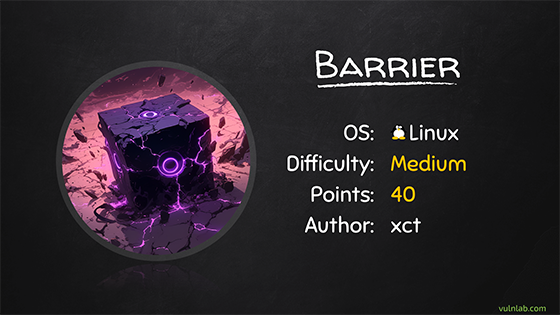 BARRIER
OS: Linux
Difficulty: Medium
Points: 40
Author: xct
vulnlab.com